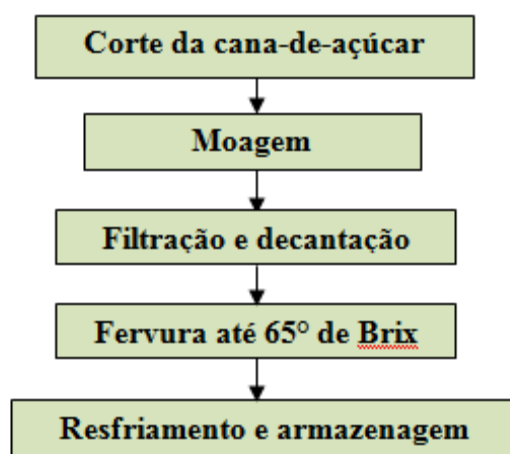 Corte da cana-de-açúcar
Moagem
Filtração e decantação
Fervura até 65° de Brix
Resfriamento e armazenagem